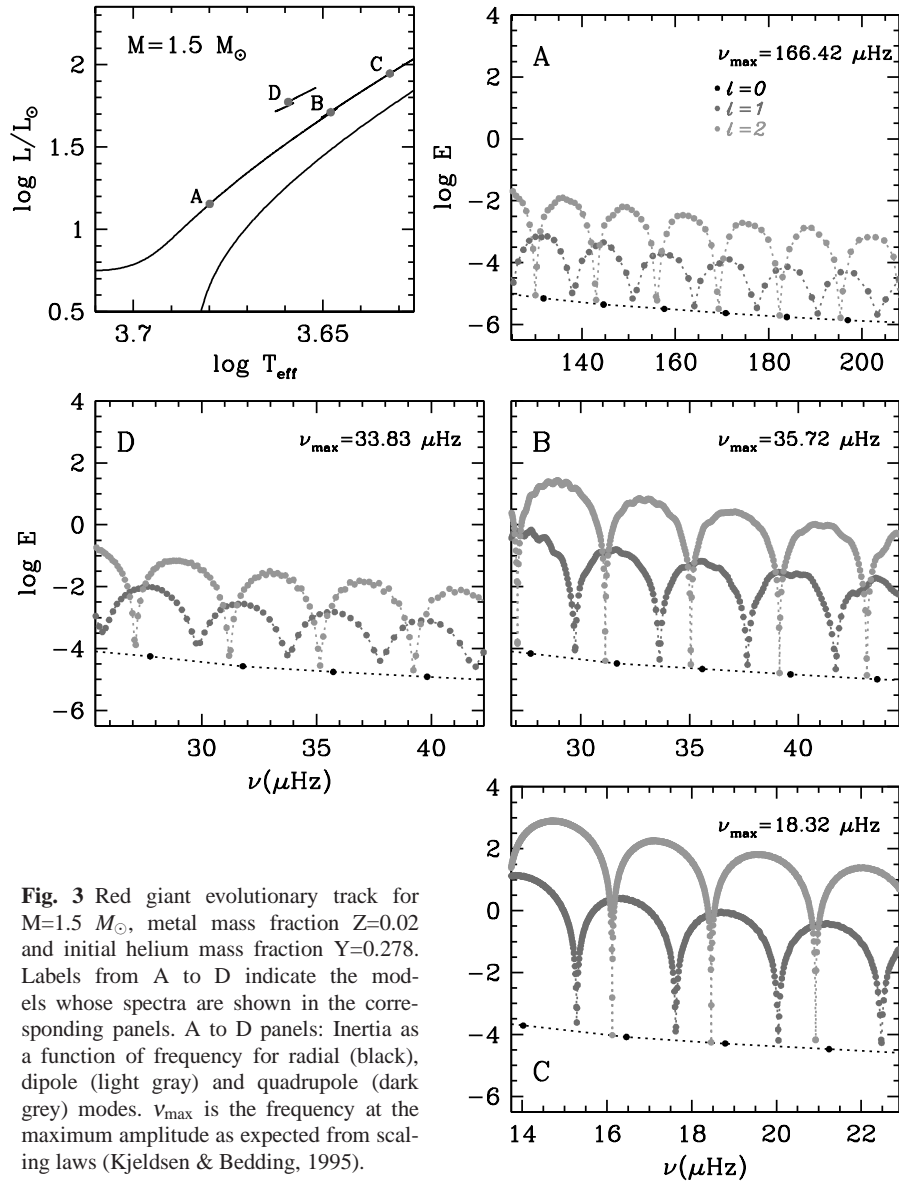 M=1.5 M⊙
log L/L⊙
2
1.5
1
0.5
A
B
C
D
3.7
3.65
log Teff
A
νmax=166.42 μHz
l=0
l=1
l=2
log E
4
2
0
−2
−4
−6
140
160
180
200
D
νmax=33.83 μHz
log E
4
2
0
−2
−4
−6
30
35
40
ν(μHz)
B
νmax=35.72 μHz
30
35
40
C
νmax=18.32 μHz
4
2
0
−2
−4
−6
14
16
18
20
22
ν(μHz)
Fig. 3 Red giant evolutionary track for
M=1.5 M⊙, metal mass fraction Z=0.02
and initial helium mass fraction Y=0.278.
Labels from A to D indicate the mod-
els whose spectra are shown in the corre-
sponding panels. A to D panels: Inertia as
a function of frequency for radial (black),
dipole (light gray) and quadrupole (dark
grey) modes. νmax is the frequency at the
maximum amplitude as expected from scal-
ing laws (Kjeldsen & Bedding, 1995).